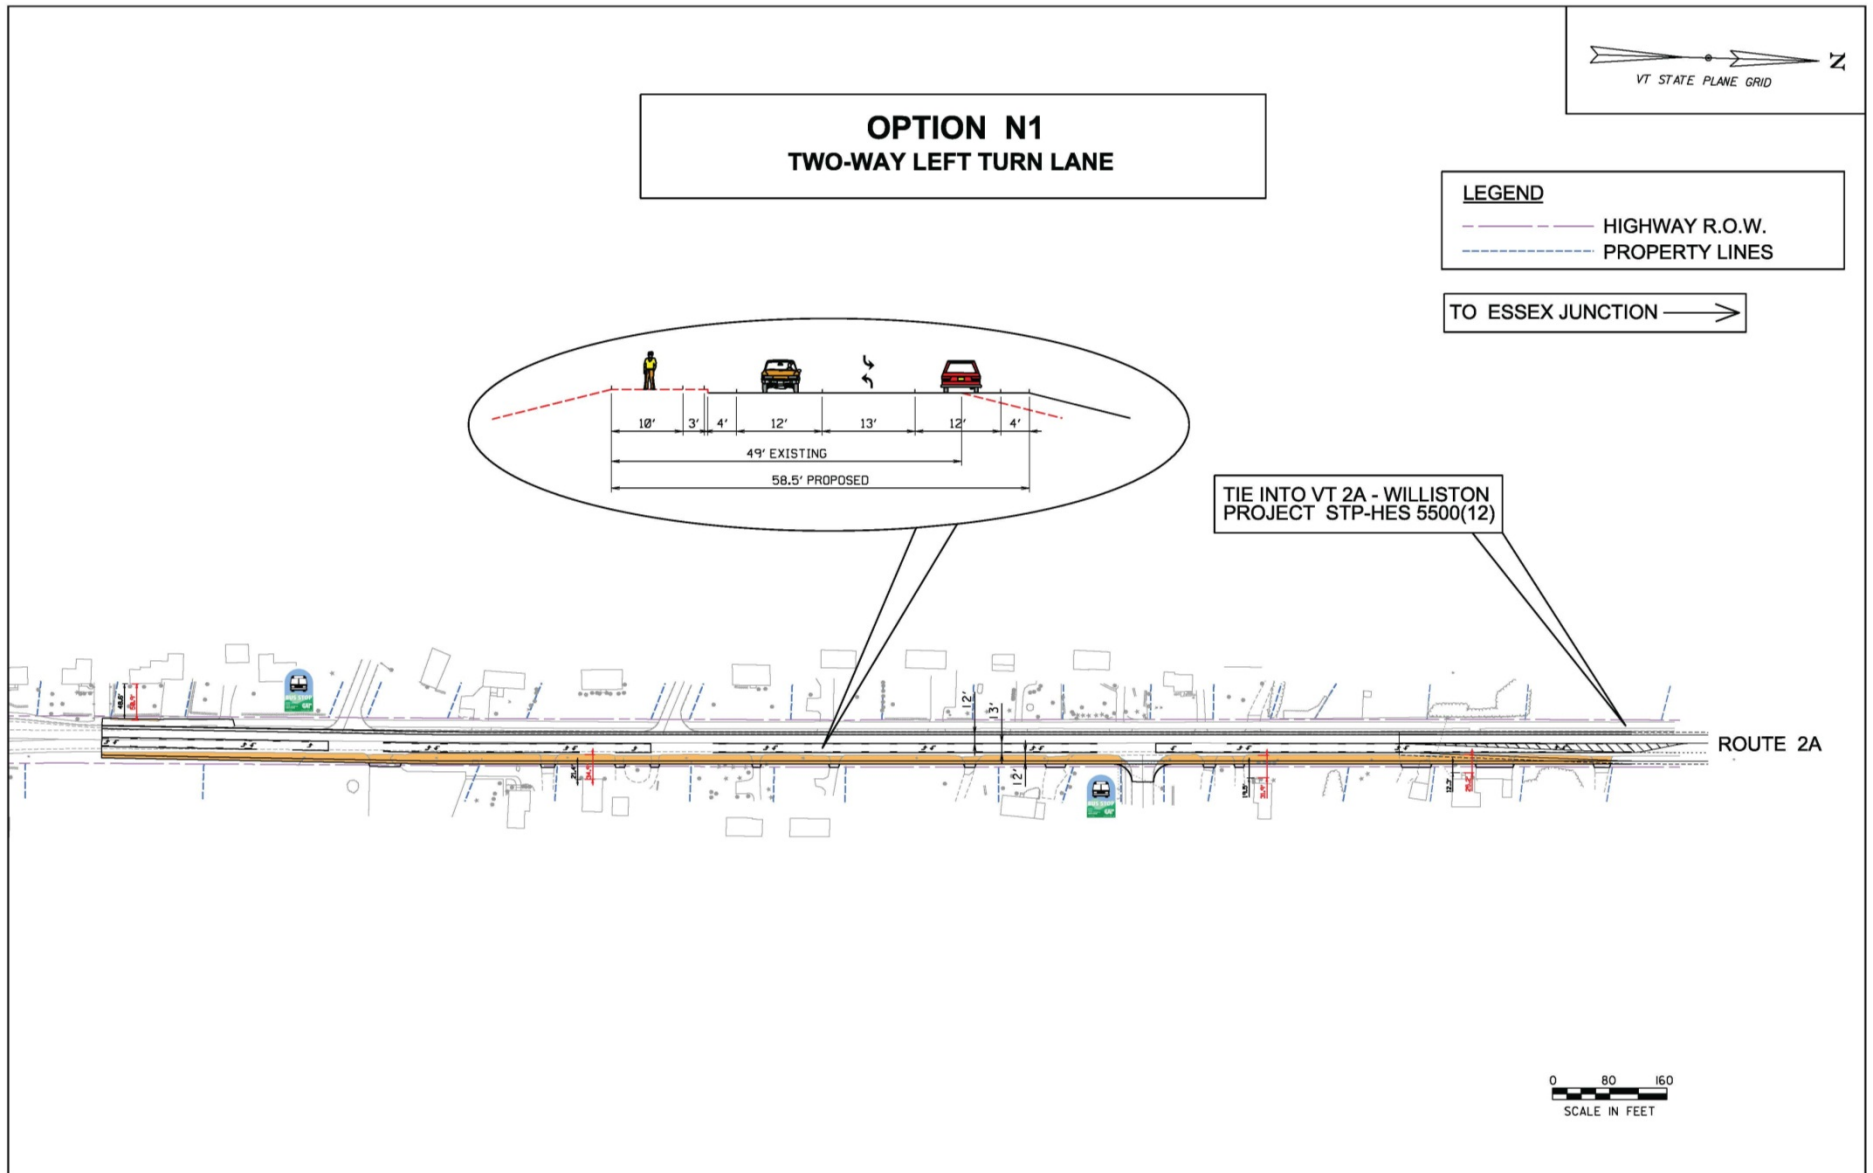 N
VT STATE PLANE GRID
OPTION N1
TWO-WAY LEFT TURN LANE
LEGEND
HIGHWAY R.O.W.
PROPERTY LINES
TO ESSEX JUNCTION
10' 3' 4' 12' 13' 12' 4'
49' EXISTING
58.5' PROPOSED
TIE INTO VT 2A - WILLISTON
PROJECT STP-HES 5500(12)
12'
13'
12'
ROUTE 2A
0 80 160
SCALE IN FEET